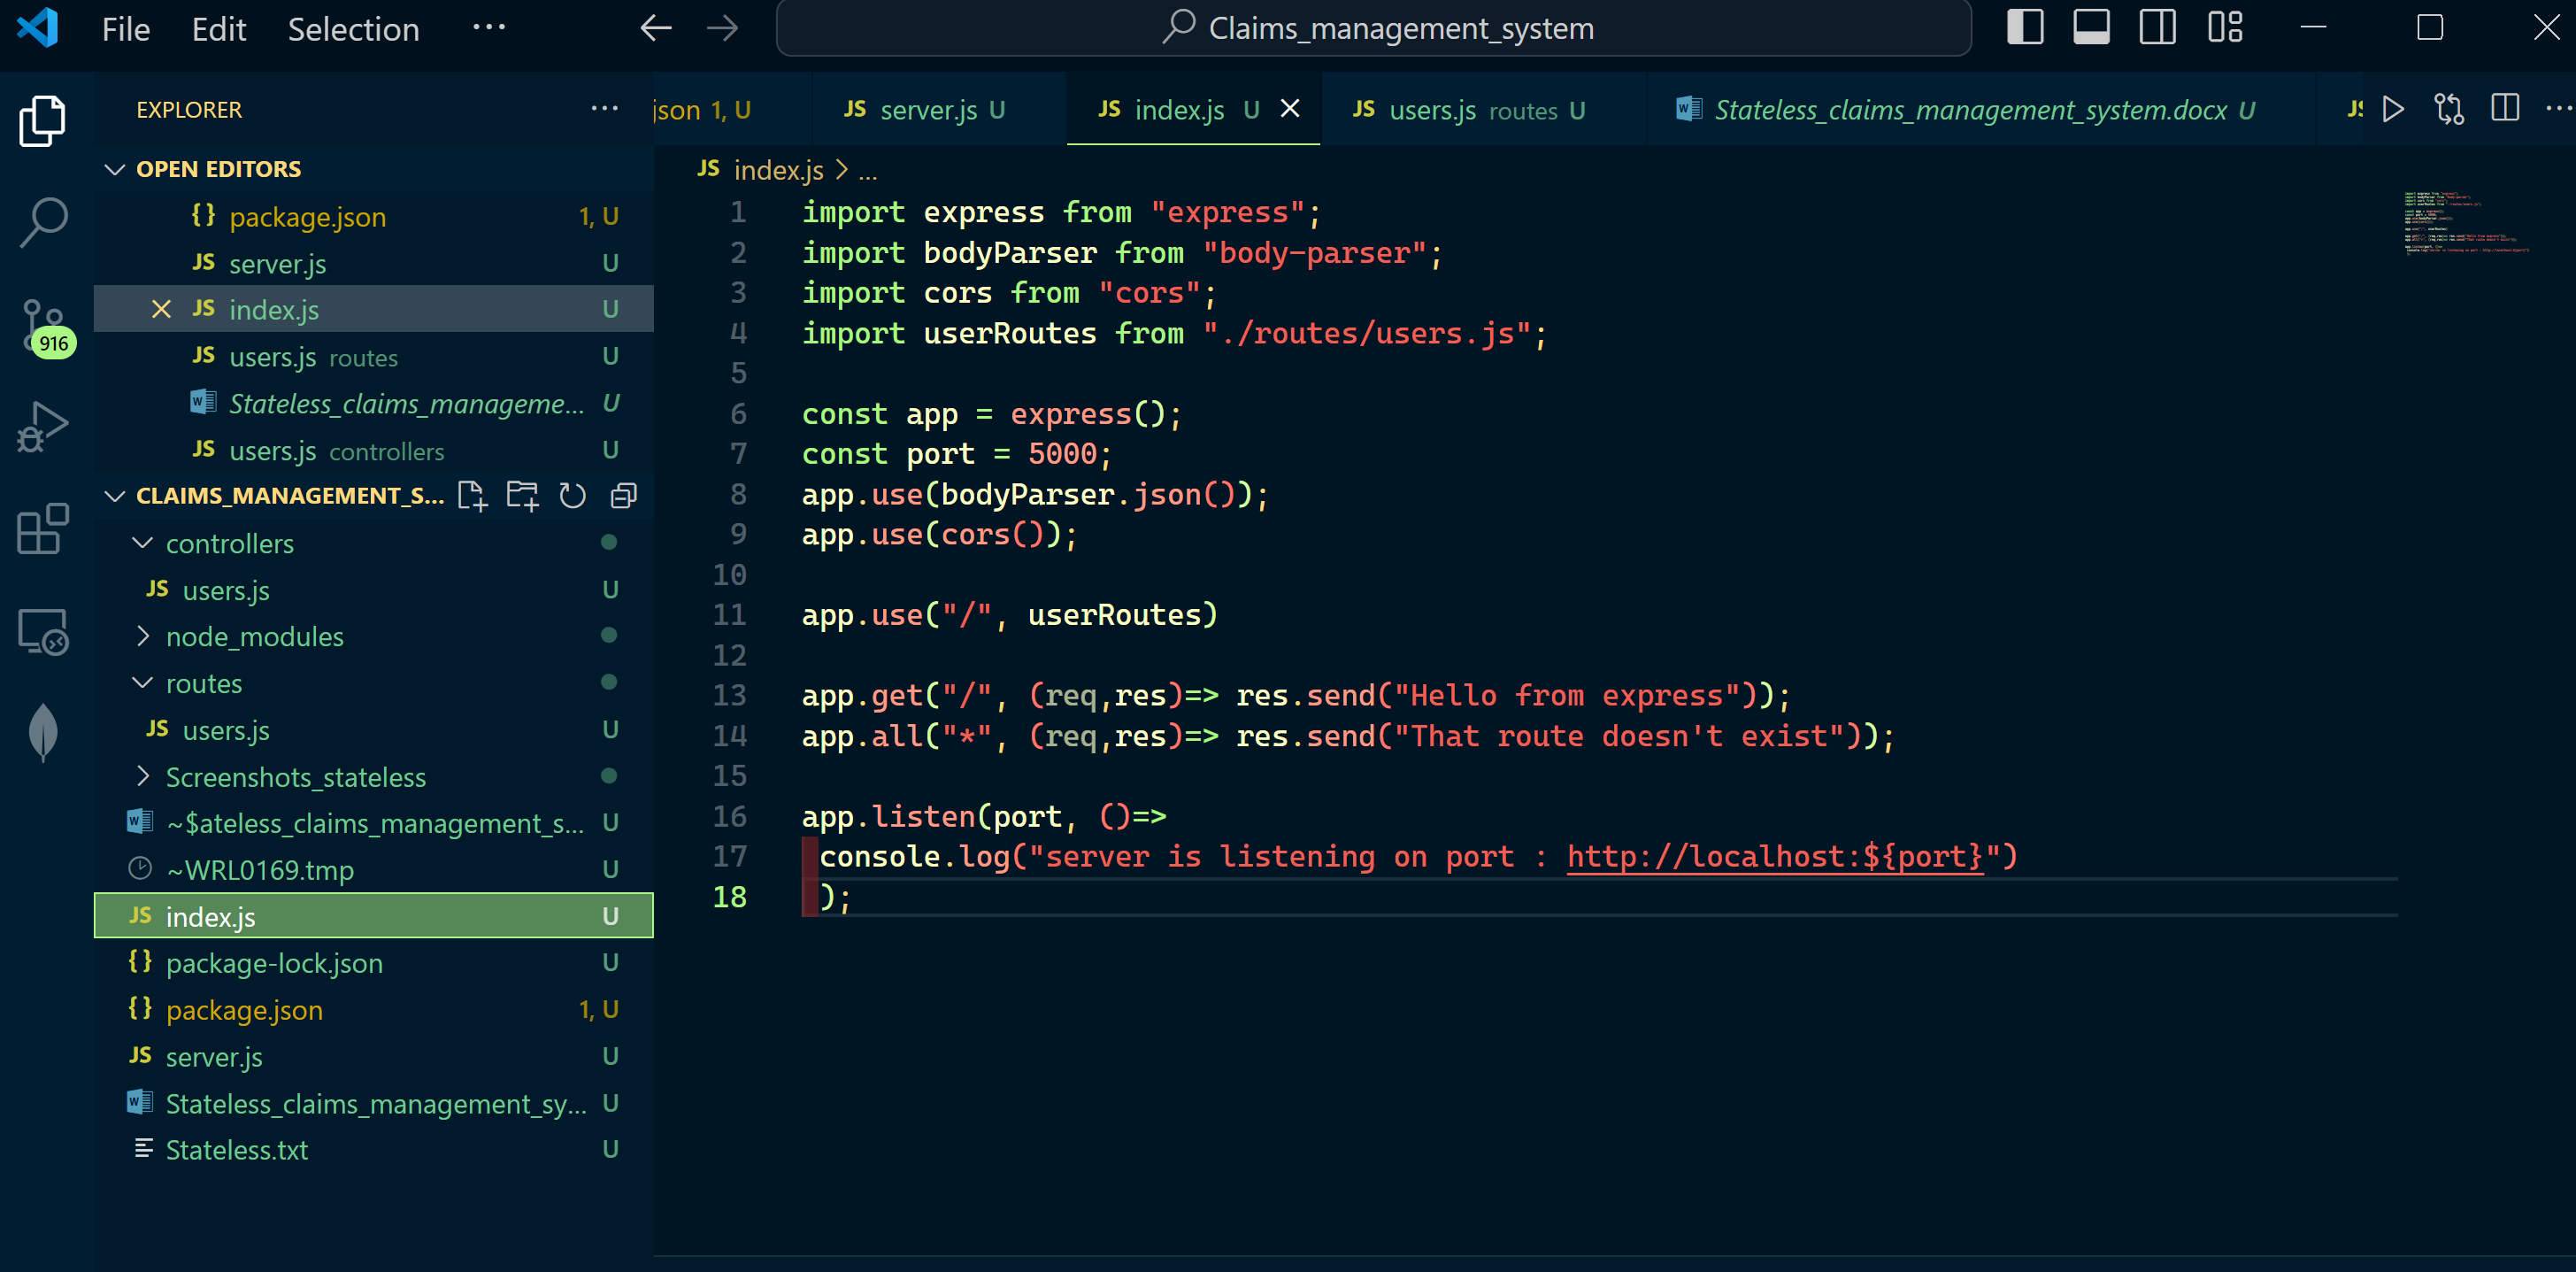 File Edit Selection ... Claims_management_system
EXPLORER ...
OPEN EDITORS
{} package.json 1, U
JS server.js U
JS index.js U
JS users.js routes U
Stateless_claims_manageme... U
JS users.js controllers U
CLAIMS_MANAGEMENT_S...
controllers
JS users.js U
node_modules
routes
JS users.js U
Screenshots_stateless
~$ateless_claims_management_s... U
~WRL0169.tmp U
JS index.js U
{} package-lock.json U
{} package.json 1, U
JS server.js U
Stateless_claims_management_sy... U
Stateless.txt U
916
json 1, U JS server.js U JS index.js U JS users.js routes U Stateless_claims_management_system.docx U
JS index.js > ...
1 import express from "express";
2 import bodyParser from "body-parser";
3 import cors from "cors";
4 import userRoutes from "./routes/users.js";
5
6 const app = express();
7 const port = 5000;
8 app.use(bodyParser.json());
9 app.use(cors());
10
11 app.use("/", userRoutes)
12
13 app.get("/", (req,res)=> res.send("Hello from express"));
14 app.all("*", (req,res)=> res.send("That route doesn't exist"));
15
16 app.listen(port, ()=>
17 console.log("server is listening on port : http://localhost:${port}")
18 );